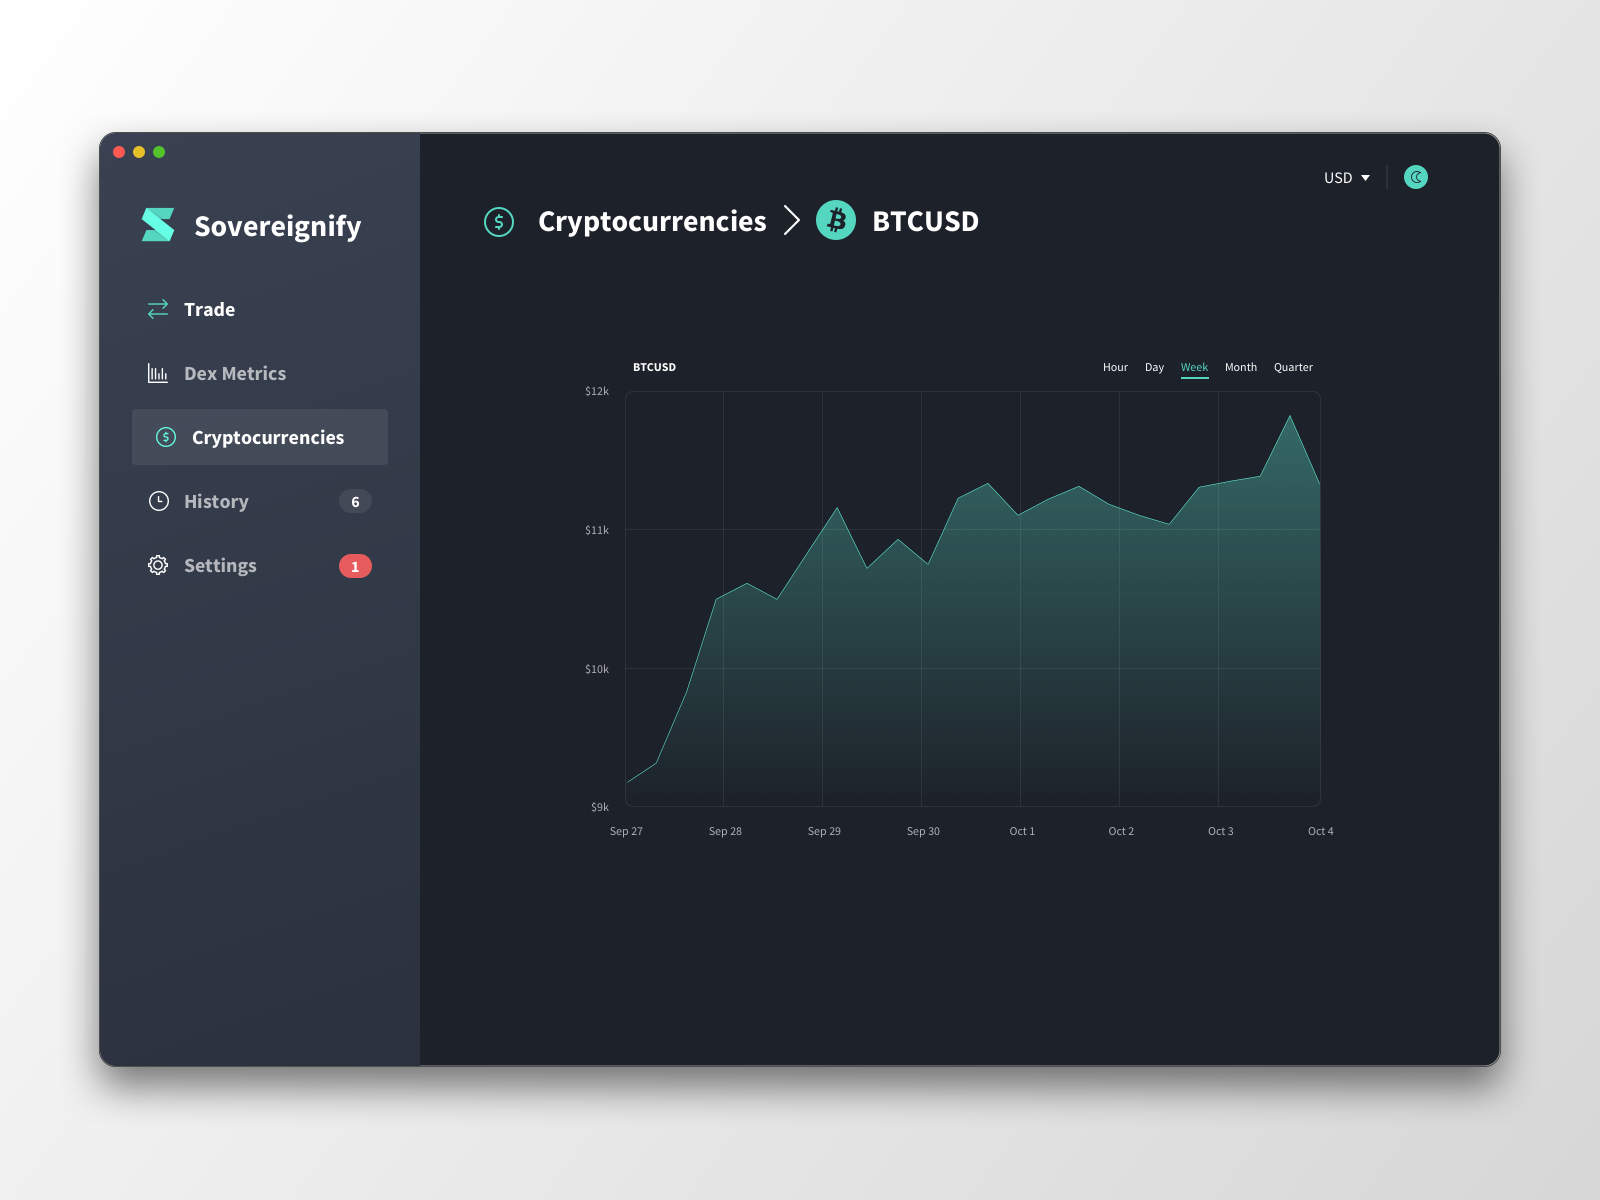 Sovereignify
Trade
Dex Metrics
Cryptocurrencies
History 6
Settings 1
USD
Cryptocurrencies BTCUSD
BTCUSD Hour Day Week Month Quarter
$12k
$11k
$10k
$9k
Sep 27 Sep 28 Sep 29 Sep 30 Oct 1 Oct 2 Oct 3 Oct 4